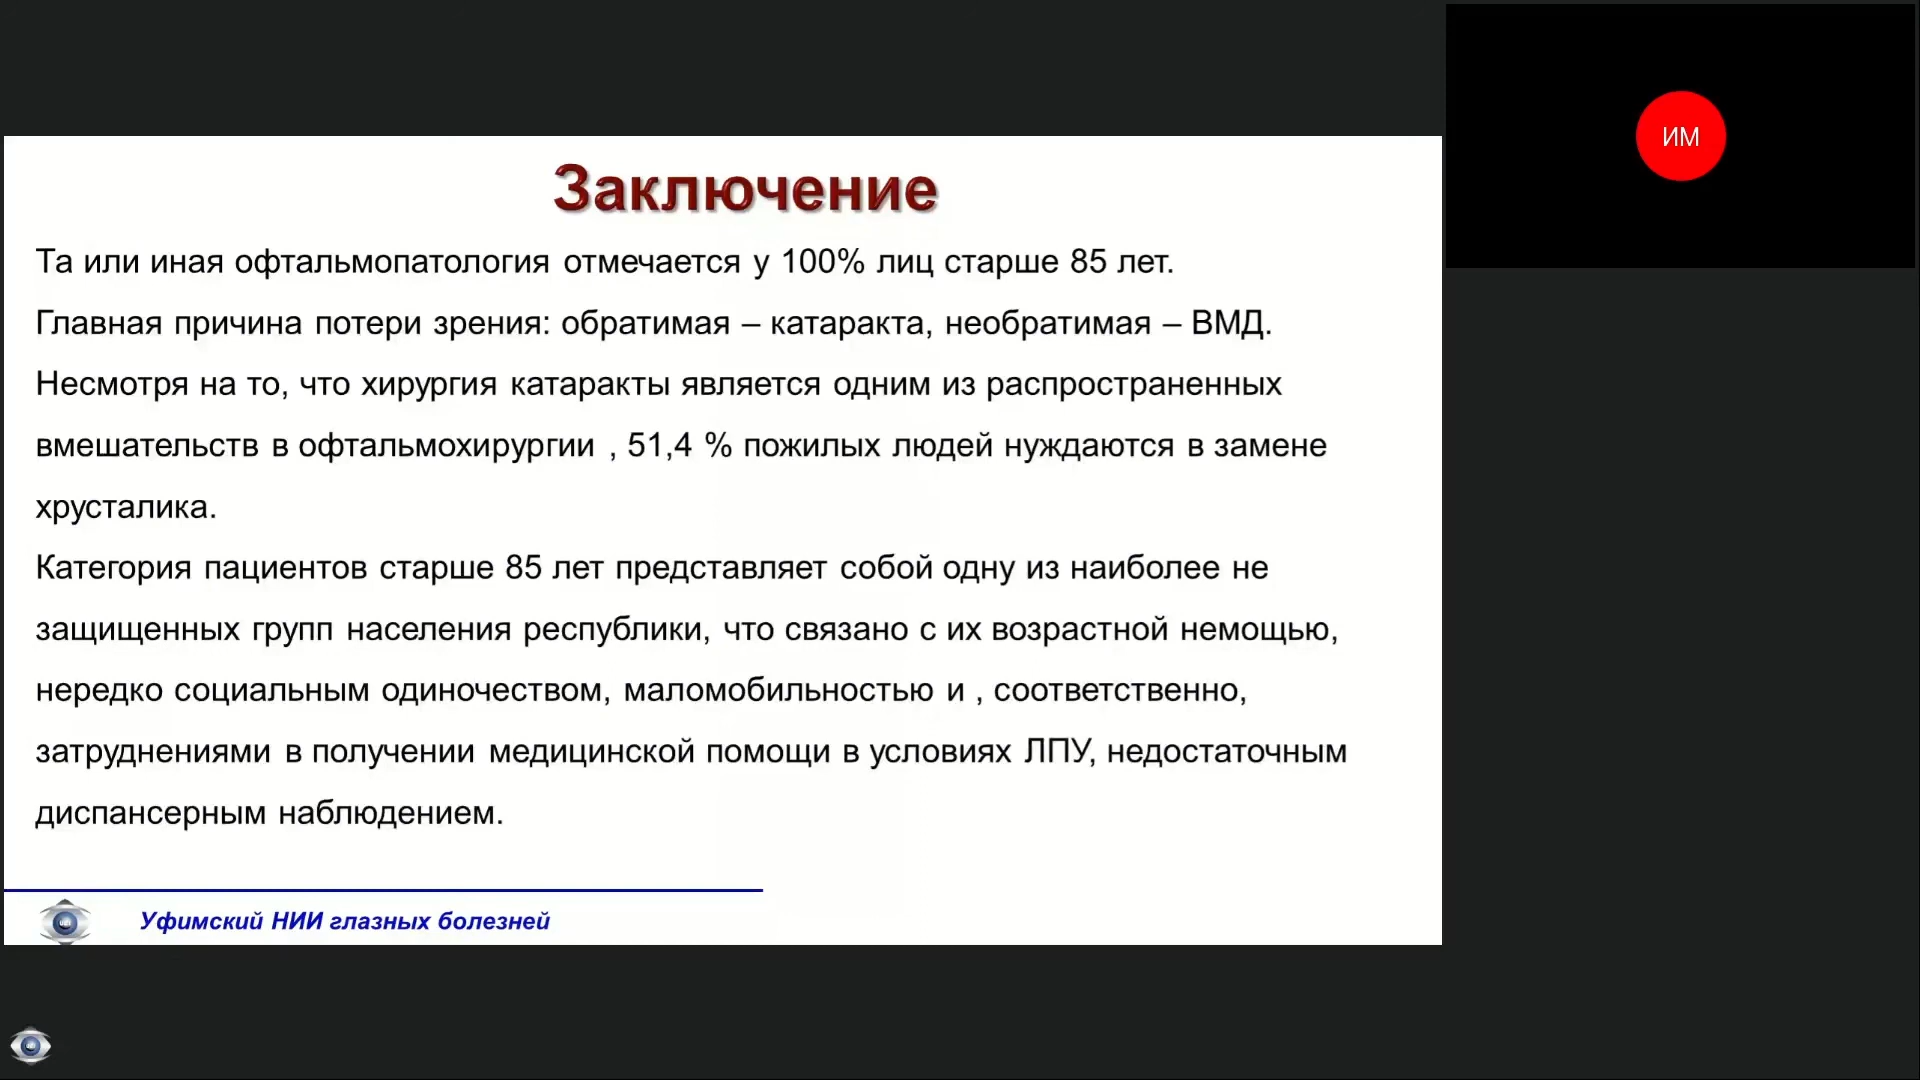 Заключение
Та или иная офтальмопатология отмечается у 100% лиц старше 85 лет.
Главная причина потери зрения: обратимая – катаракта, необратимая – ВМД.
Несмотря на то, что хирургия катаракты является одним из распространенных
вмешательств в офтальмохирургии , 51,4 % пожилых людей нуждаются в замене
хрусталика.
Категория пациентов старше 85 лет представляет собой одну из наиболее не
защищенных групп населения республики, что связано с их возрастной немощью,
нередко социальным одиночеством, маломобильностью и , соответственно,
затруднениями в получении медицинской помощи в условиях ЛПУ, недостаточным
диспансерным наблюдением.
Уфимский НИИ глазных болезней
ИМ